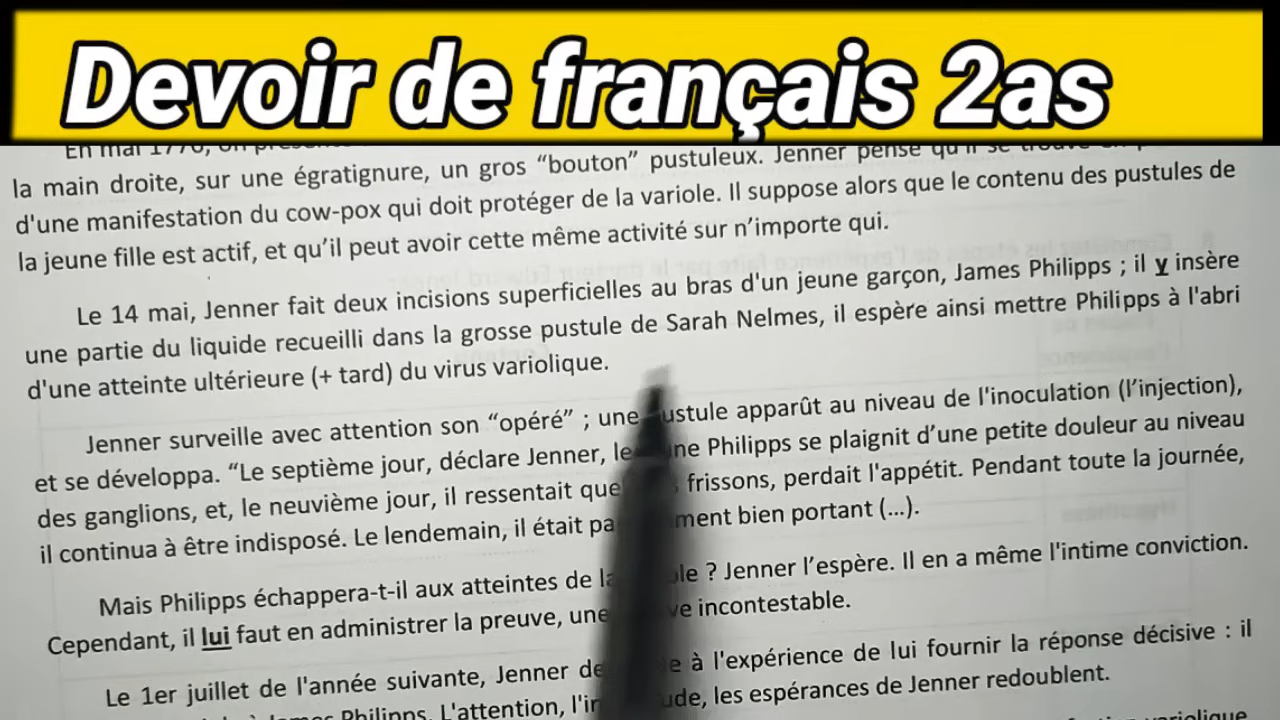 Devoir de français 2as
En mai
la main droite, sur une égratignure, un gros “bouton” pustuleux. Jenner pense qu'il se
d'une manifestation du cow-pox qui doit protéger de la variole. Il suppose alors que le contenu des pustules de
la jeune fille est actif, et qu’il peut avoir cette même activité sur n’importe qui.
Le 14 mai, Jenner fait deux incisions superficielles au bras d'un jeune garçon, James Philipps ; il y insère
une partie du liquide recueilli dans la grosse pustule de Sarah Nelmes, il espère ainsi mettre Philipps à l'abri
d'une atteinte ultérieure (+ tard) du virus variolique.
Jenner surveille avec attention son “opéré” ; une ustule apparût au niveau de l'inoculation (l’injection),
et se développa. “Le septième jour, déclare Jenner, le ne Philipps se plaignit d’une petite douleur au niveau
des ganglions, et, le neuvième jour, il ressentait que frissons, perdait l'appétit. Pendant toute la journée,
il continua à être indisposé. Le lendemain, il était pa ment bien portant (...).
Mais Philipps échappera-t-il aux atteintes de la ole ? Jenner l’espère. Il en a même l'intime conviction.
Cependant, il lui faut en administrer la preuve, une ve incontestable.
Le 1er juillet de l'année suivante, Jenner de e à l'expérience de lui fournir la réponse décisive : il
à James Philipps. L'attention, l'in ude, les espérances de Jenner redoublent.
variolique